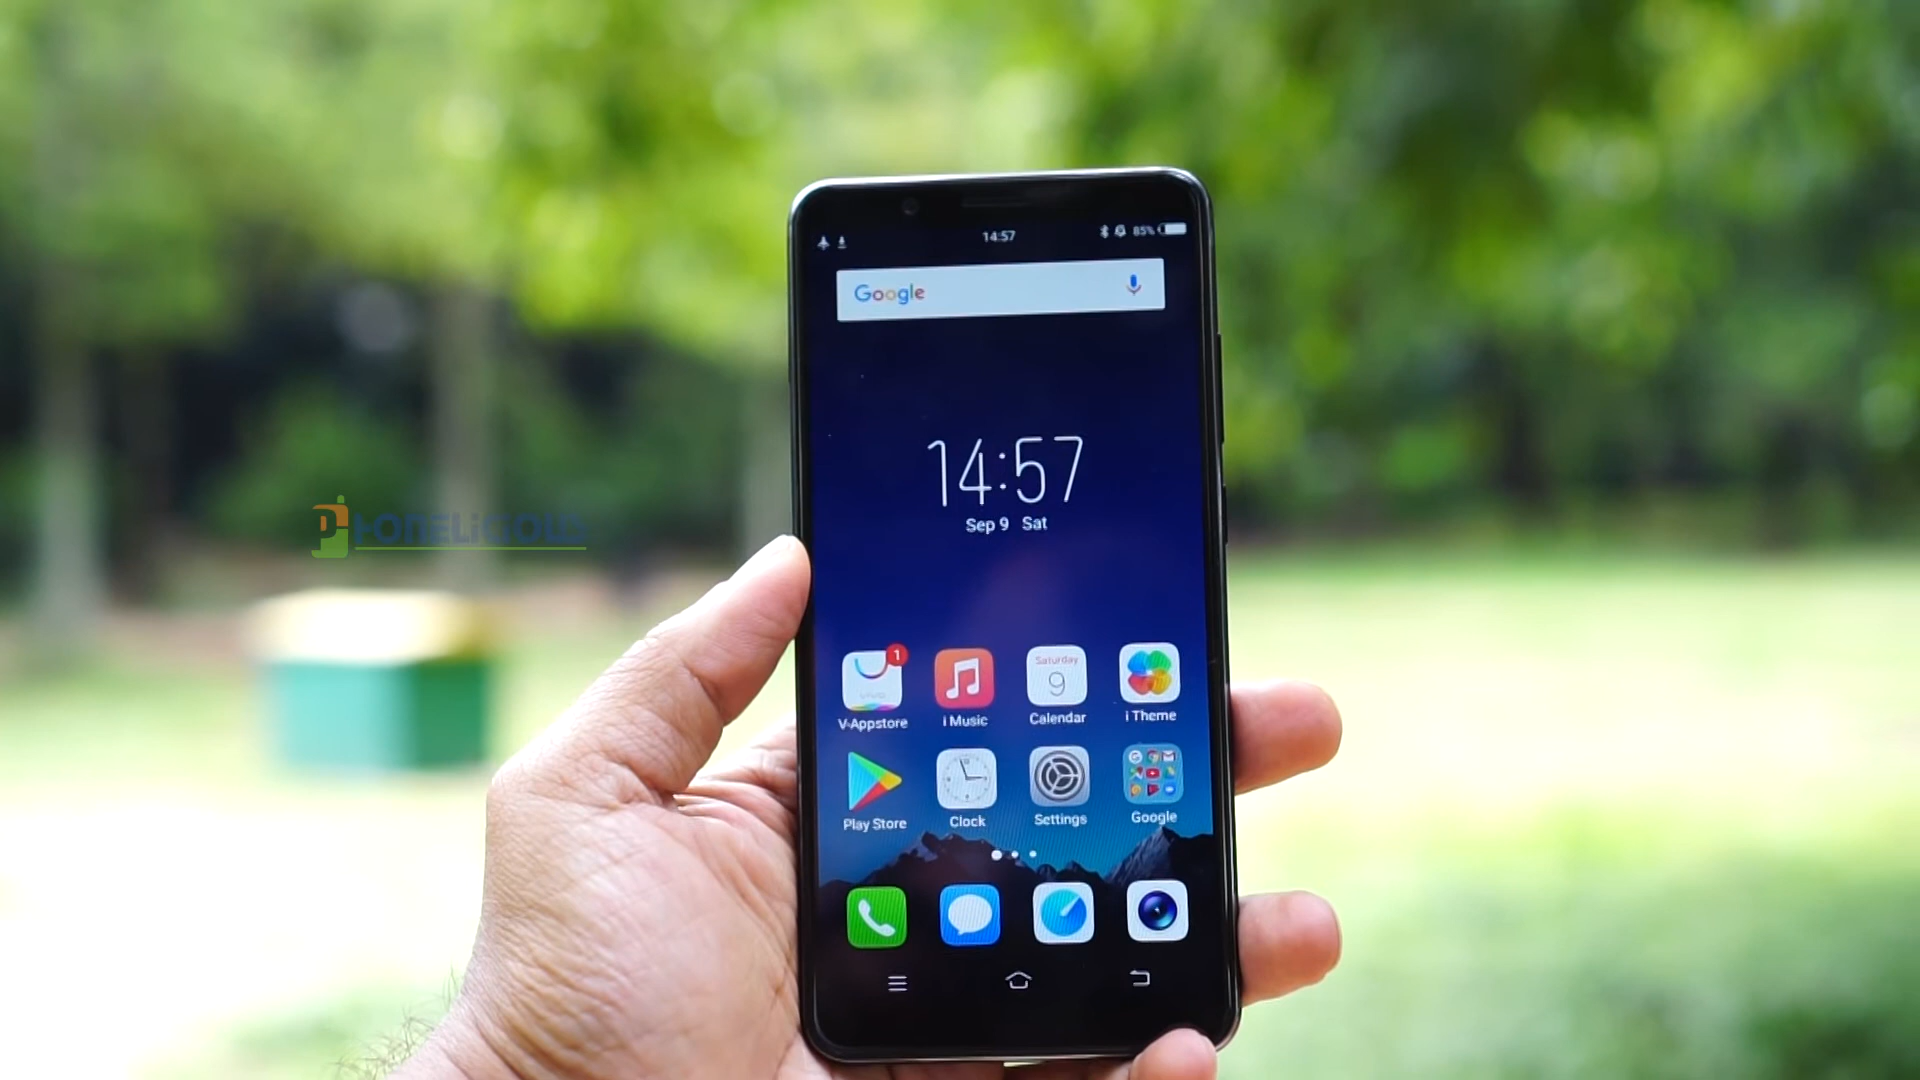 14:57
85%
Google
14:57
Sep 9 Sat
1
Saturday
9
V-Appstore
i Music
Calendar
i Theme
Play Store
Clock
Settings
Google
PHONELICIOUS